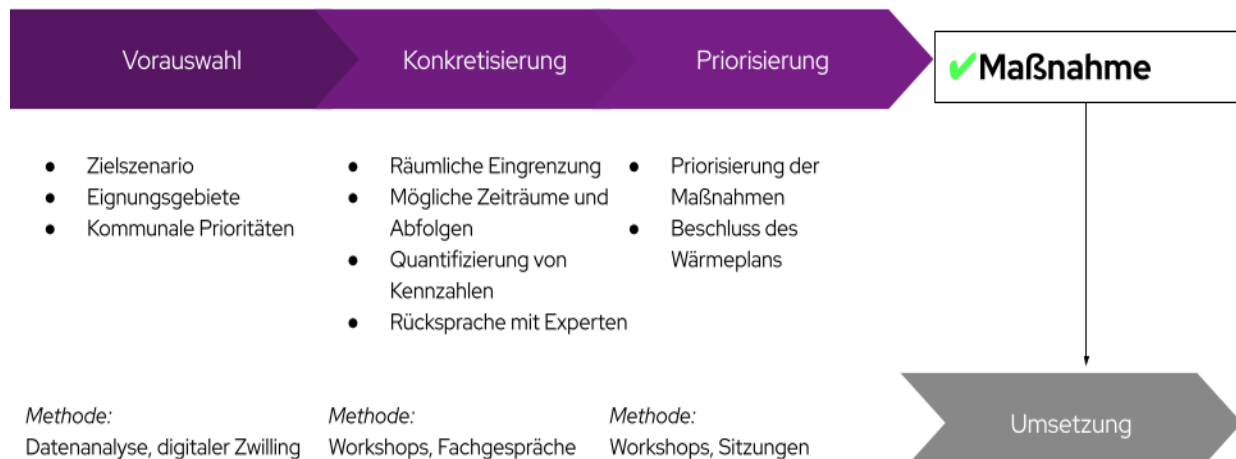 Vorauswahl
Konkretisierung
Priorisierung
✔Maßnahme
● Zielszenario
● Eignungsgebiete
● Kommunale Prioritäten
● Räumliche Eingrenzung
● Mögliche Zeiträume und
Abfolgen
● Quantifizierung von
Kennzahlen
● Rücksprache mit Experten
● Priorisierung der
Maßnahmen
● Beschluss des
Wärmeplans
Methode:
Datenanalyse, digitaler Zwilling
Methode:
Workshops, Fachgespräche
Methode:
Workshops, Sitzungen
Umsetzung